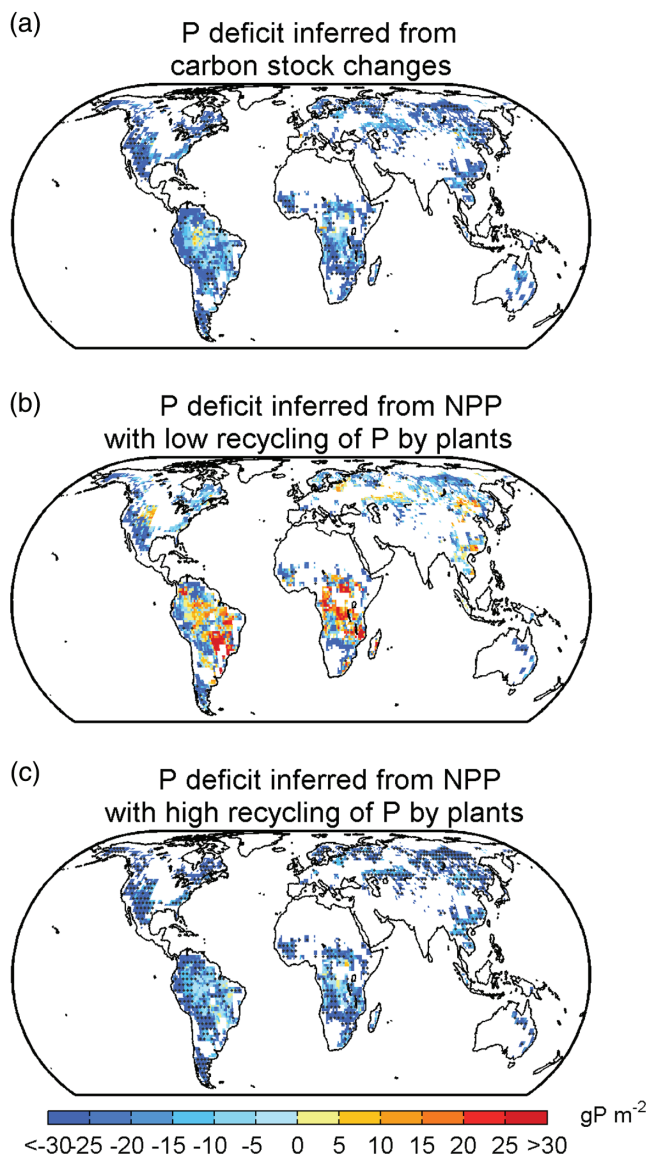 (a)
P deficit inferred from
carbon stock changes
(b)
P deficit inferred from NPP
with low recycling of P by plants
(c)
P deficit inferred from NPP
with high recycling of P by plants
gP m⁻²
<-30 -25 -20 -15 -10 -5 0 5 10 15 20 25 >30